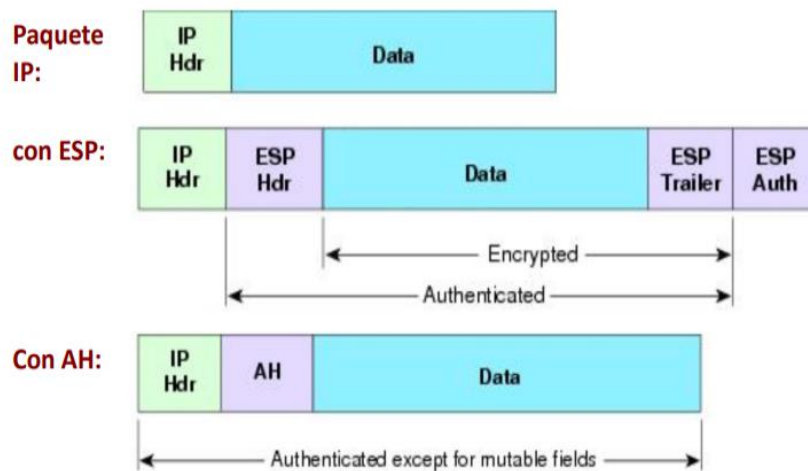 Paquete
IP:
IP
Hdr
Data
con ESP:
IP
Hdr
ESP
Hdr
Data
ESP
Trailer
ESP
Auth
Encrypted
Authenticated
Con AH:
IP
Hdr
AH
Data
Authenticated except for mutable fields